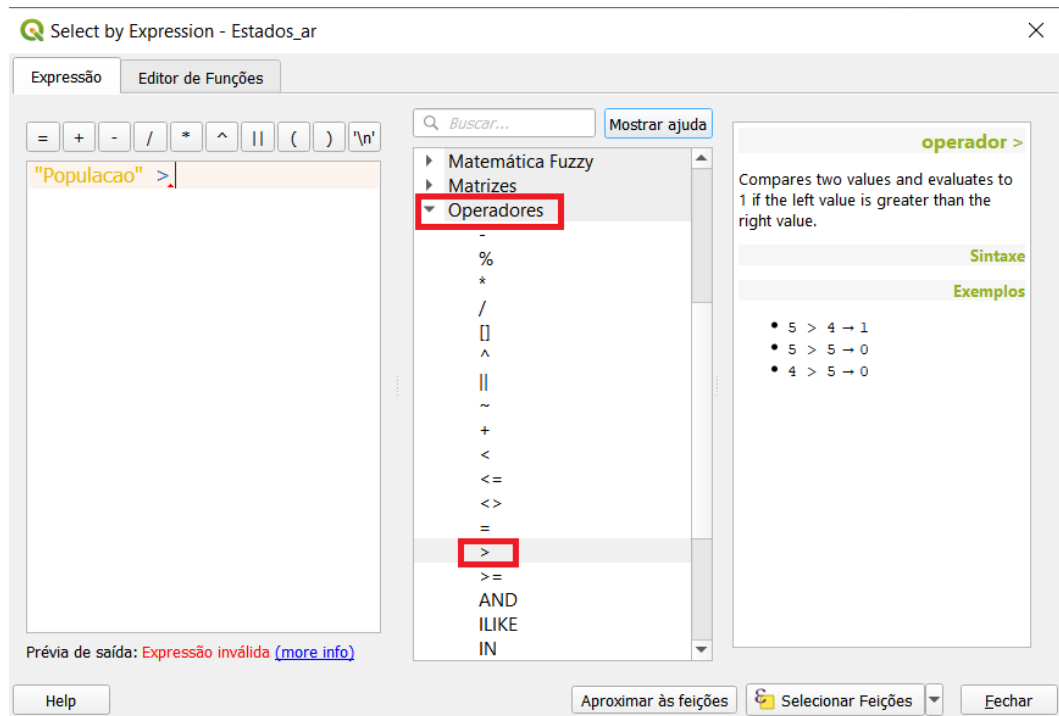 Select by Expression - Estados_ar
Expressão
Editor de Funções
= + - / * ^ || ( ) '\n'
"Populacao" >
Buscar...
Mostrar ajuda
Matemática Fuzzy
Matrizes
Operadores
-
%
*
/
[]
^
||
~
+
<
<=
<>
=
>
>=
AND
ILIKE
IN
operador >
Compares two values and evaluates to
1 if the left value is greater than the
right value.
Sintaxe
Exemplos
• 5 > 4 → 1
• 5 > 5 → 0
• 4 > 5 → 0
Prévia de saída: Expressão inválida (more info)
Help
Aproximar às feições
Selecionar Feições
Fechar